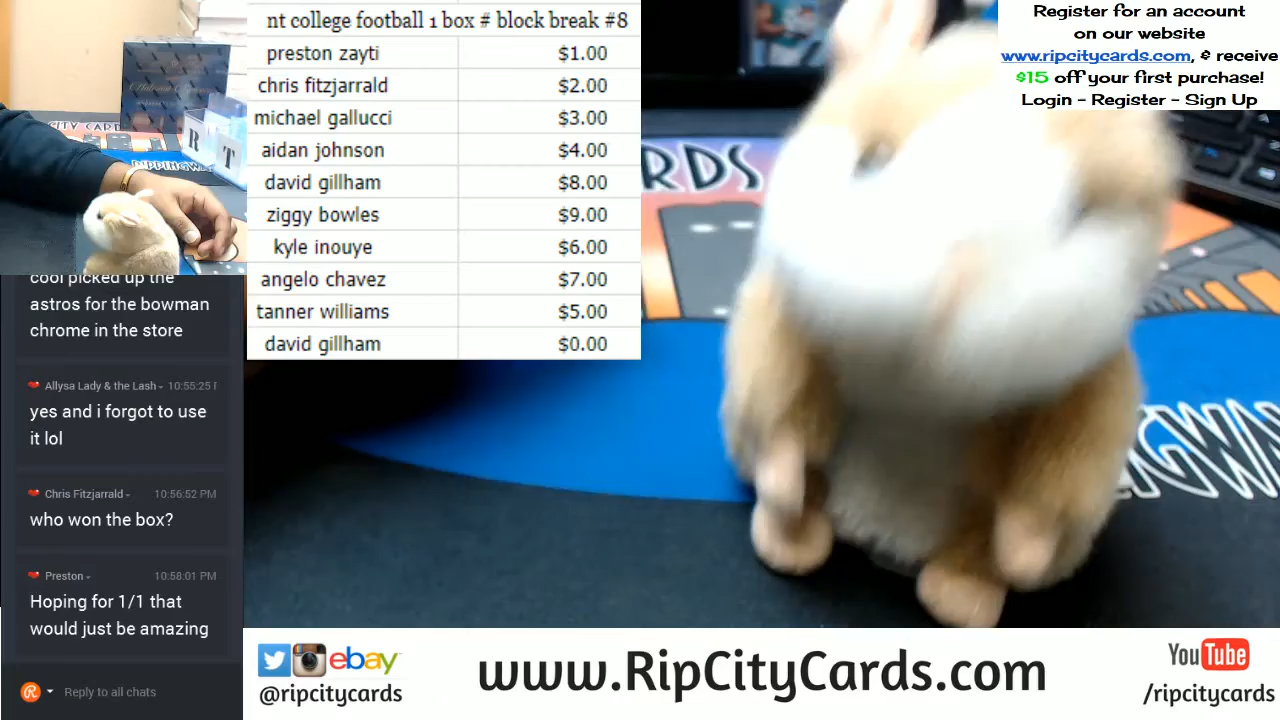 nt college football 1 box # block break #8
preston zayti $1.00
chris fitzjarrald $2.00
michael gallucci $3.00
aidan johnson $4.00
david gillham $8.00
ziggy bowles $9.00
kyle inouye $6.00
angelo chavez $7.00
tanner williams $5.00
david gillham $0.00
Register for an account
on our website
www.ripcitycards.com, & receive
$15 off your first purchase!
Login - Register - Sign Up
CITY CARDS
R T
cool picked up the
astros for the bowman
chrome in the store
Allysa Lady & the Lash 10:55:25
yes and i forgot to use
it lol
Chris Fitzjarrald 10:56:52 PM
who won the box?
Preston 10:58:01 PM
Hoping for 1/1 that
would just be amazing
Reply to all chats
ebay
@ripcitycards
www.RipCityCards.com
YouTube
/ripcitycards